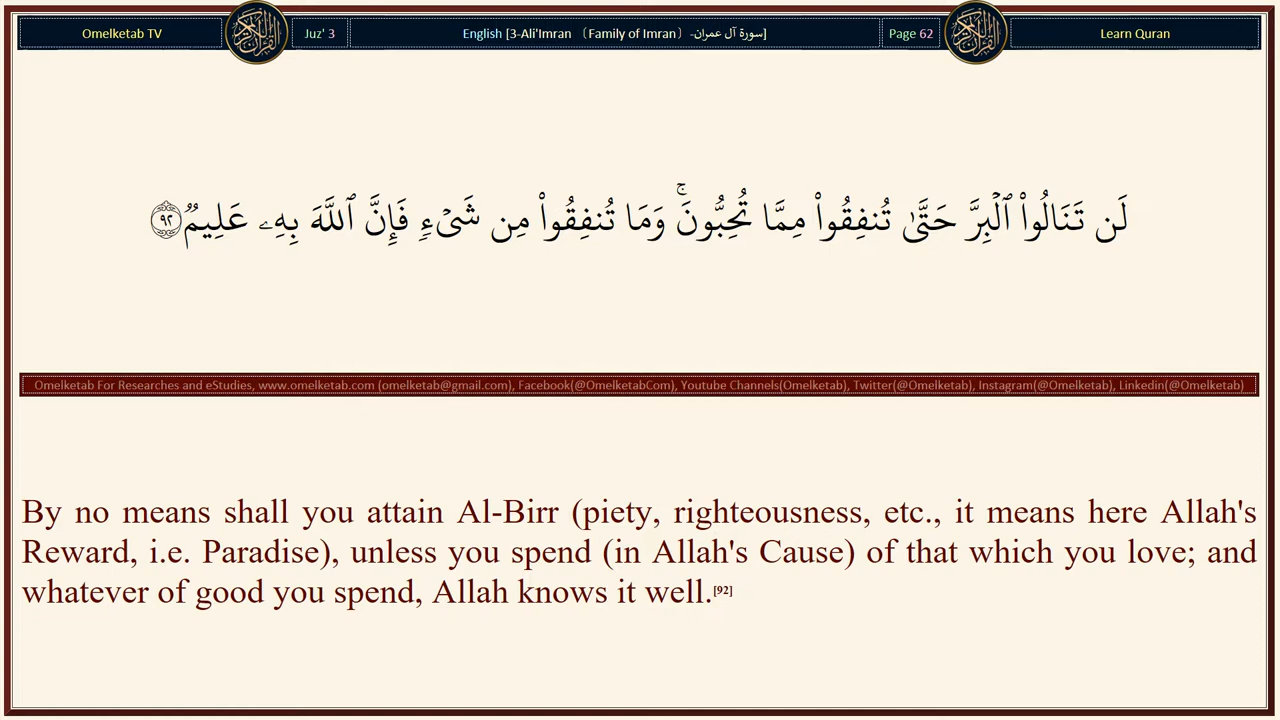 Omelketab TV
Juz' 3
English [3-Ali'Imran （Family of Imran）-سورة آل عمران]
Page 62
Learn Quran
لَن تَنَالُوا۟ ٱلْبِرَّ حَتَّىٰ تُنفِقُوا۟ مِمَّا تُحِبُّونَ ۚ وَمَا تُنفِقُوا۟ مِن شَىْءٍ فَإِنَّ ٱللَّهَ بِهِۦ عَلِيمٌ ٩٢
Omelketab For Researches and eStudies, www.omelketab.com (omelketab@gmail.com), Facebook(@OmelketabCom), Youtube Channels(Omelketab), Twitter(@Omelketab), Instagram(@Omelketab), Linkedin(@Omelketab)
By no means shall you attain Al-Birr (piety, righteousness, etc., it means here Allah's
Reward, i.e. Paradise), unless you spend (in Allah's Cause) of that which you love; and
whatever of good you spend, Allah knows it well.[92]